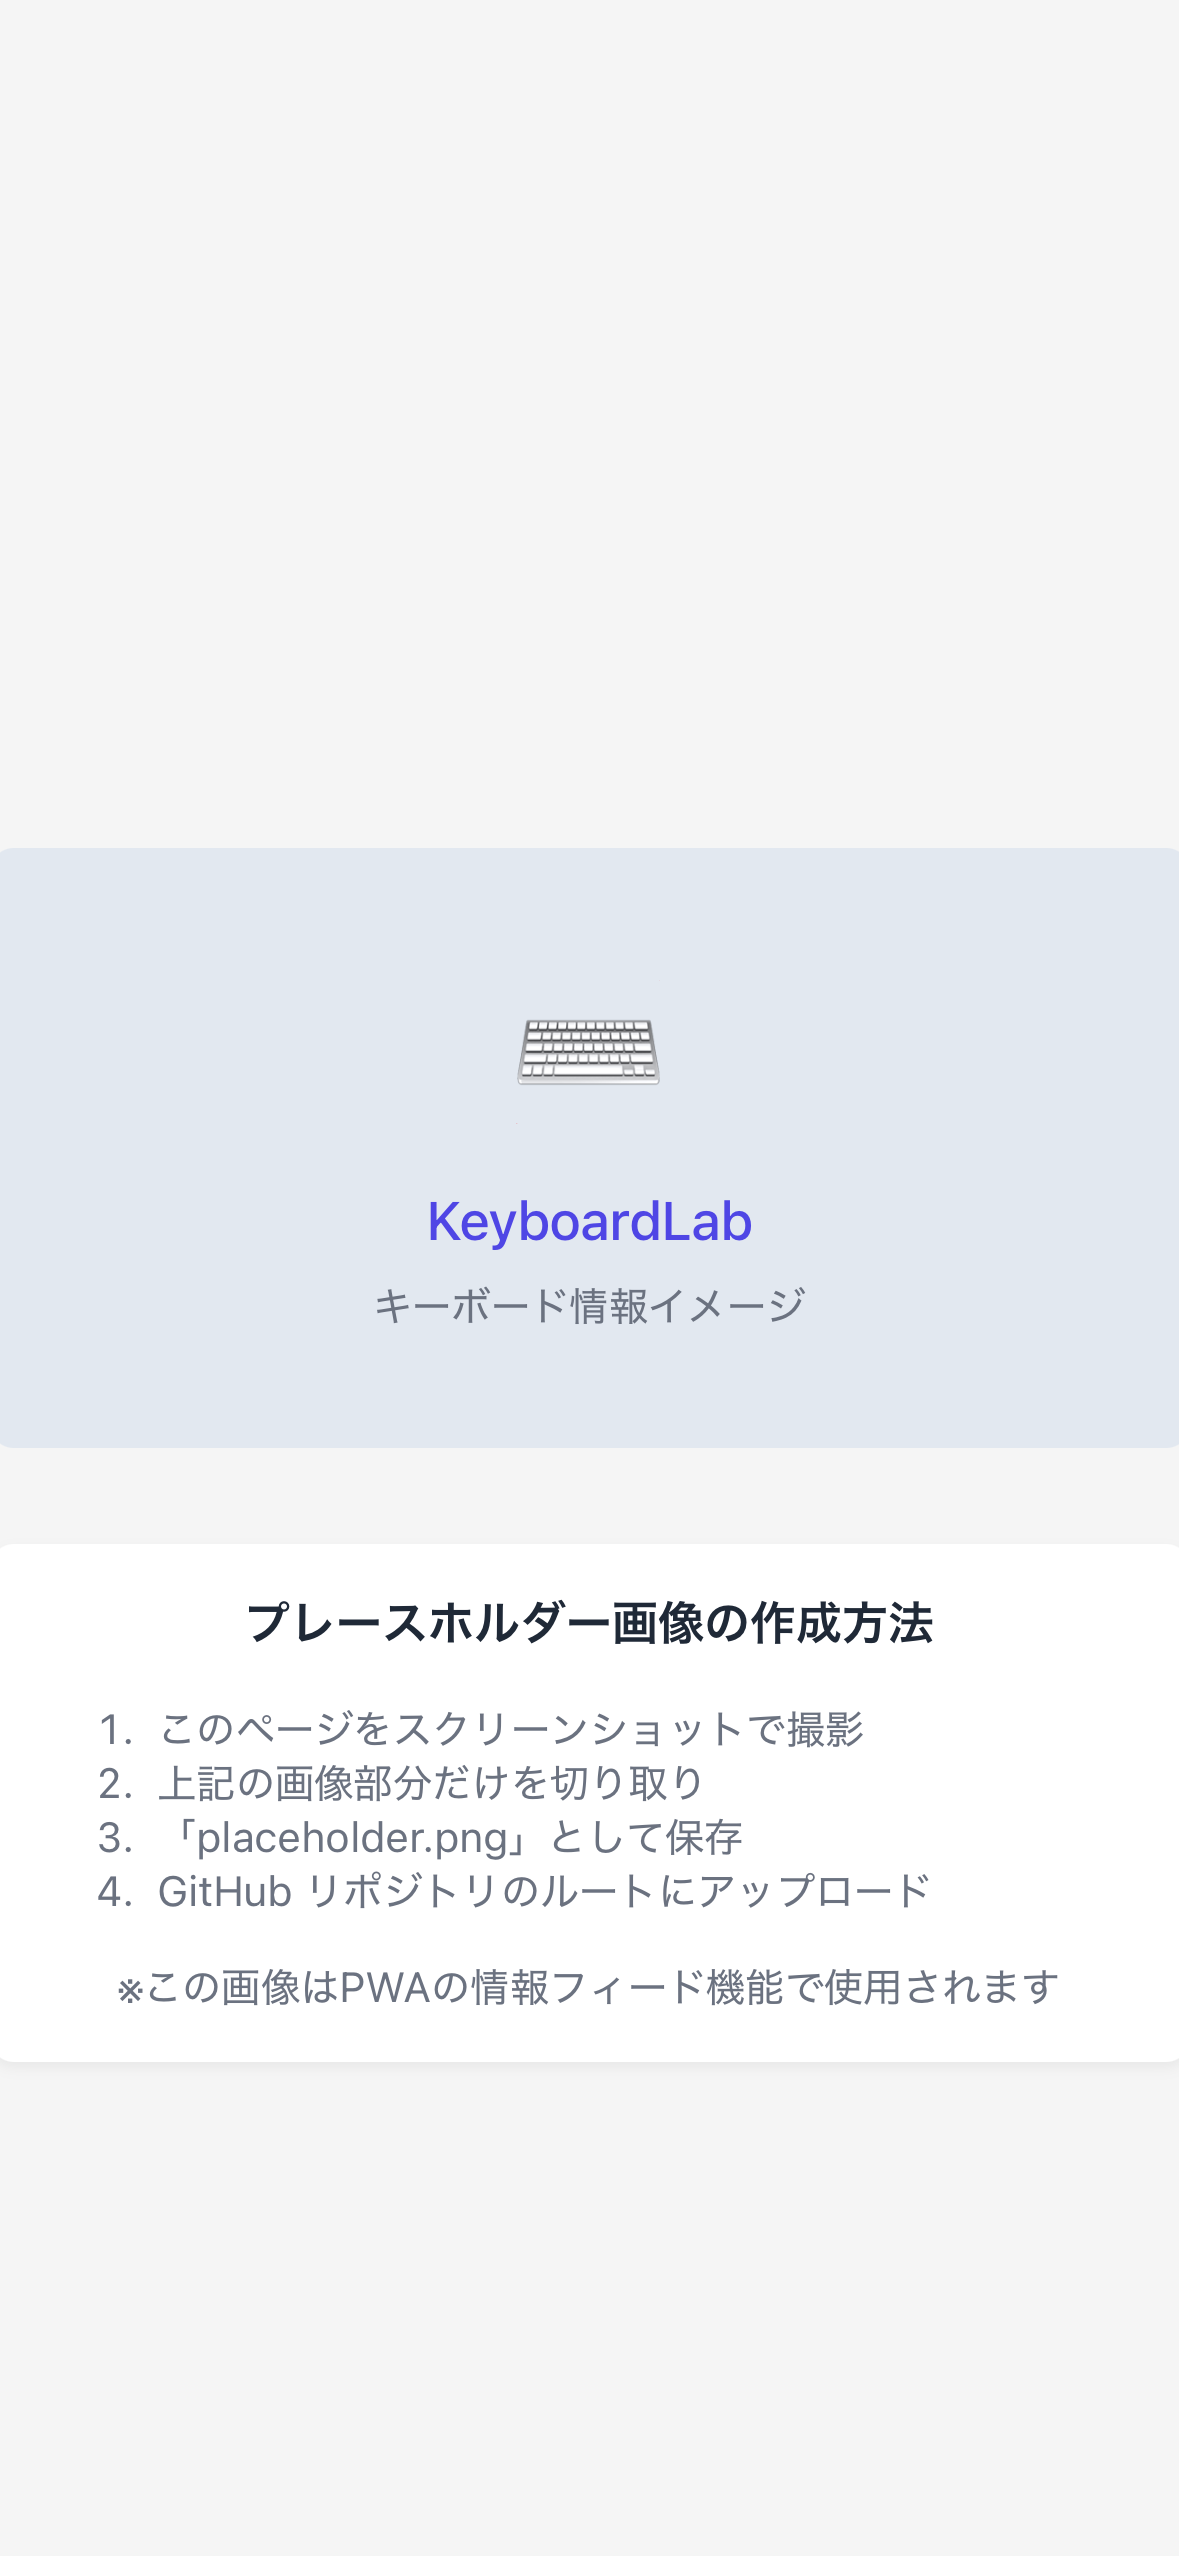 KeyboardLab
キーボード情報イメージ
プレースホルダー画像の作成方法
1. このページをスクリーンショットで撮影
2. 上記の画像部分だけを切り取り
3. 「placeholder.png」として保存
4. GitHub リポジトリのルートにアップロード
※この画像はPWAの情報フィード機能で使用されます